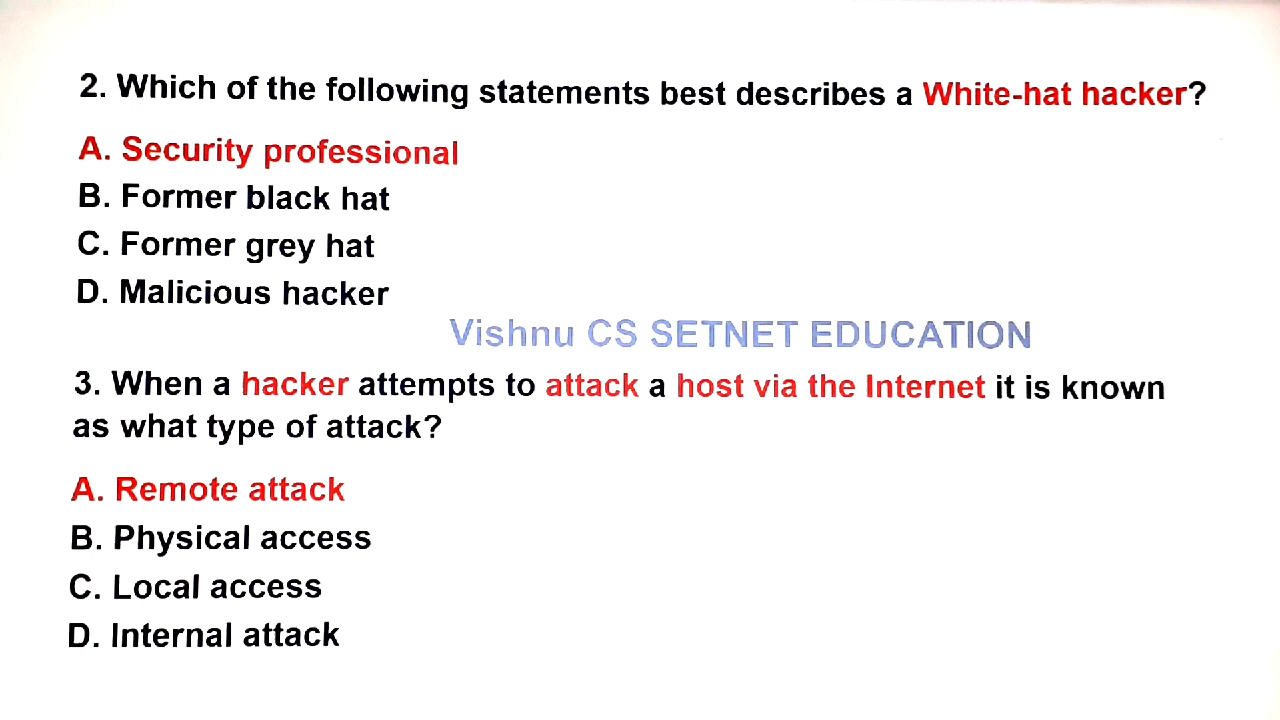 2. Which of the following statements best describes a White-hat hacker?
A. Security professional
B. Former black hat
C. Former grey hat
D. Malicious hacker
Vishnu CS SETNET EDUCATION
3. When a hacker attempts to attack a host via the Internet it is known
as what type of attack?
A. Remote attack
B. Physical access
C. Local access
D. Internal attack